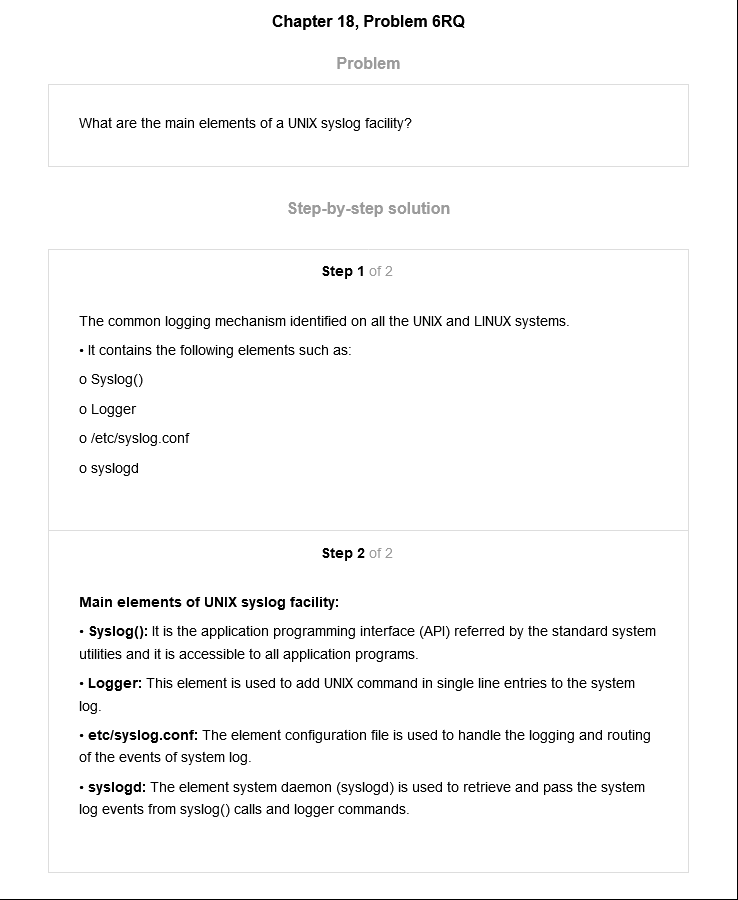 Chapter 18, Problem 6RQ
Problem
What are the main elements of a UNIX syslog facility?
Step-by-step solution
Step 1 of 2
The common logging mechanism identified on all the UNIX and LINUX systems.
• It contains the following elements such as:
o Syslog()
o Logger
o /etc/syslog.conf
o syslogd
Step 2 of 2
Main elements of UNIX syslog facility:
• Syslog(): It is the application programming interface (API) referred by the standard system
utilities and it is accessible to all application programs.
• Logger: This element is used to add UNIX command in single line entries to the system
log.
• etc/syslog.conf: The element configuration file is used to handle the logging and routing
of the events of system log.
• syslogd: The element system daemon (syslogd) is used to retrieve and pass the system
log events from syslog() calls and logger commands.